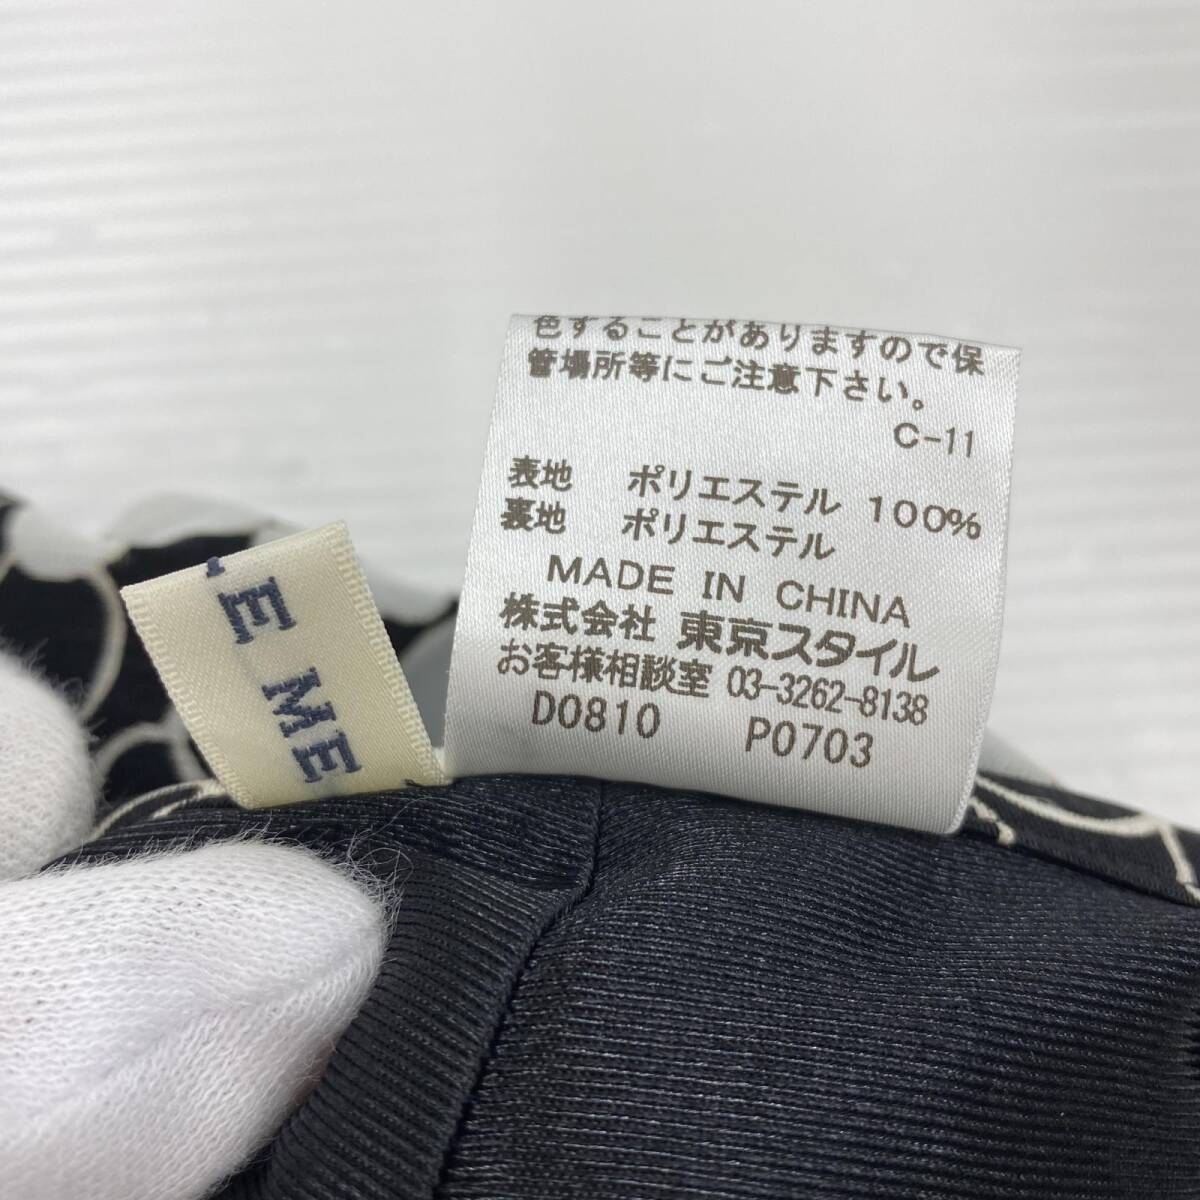 色することがありますので保
管場所等にご注意下さい。
C-11
表地 ポリエステル 100%
裏地 ポリエステル
MADE IN CHINA
株式会社 東京スタイル
お客様相談室 03-3262-8138
D0810 P0703
LE ME